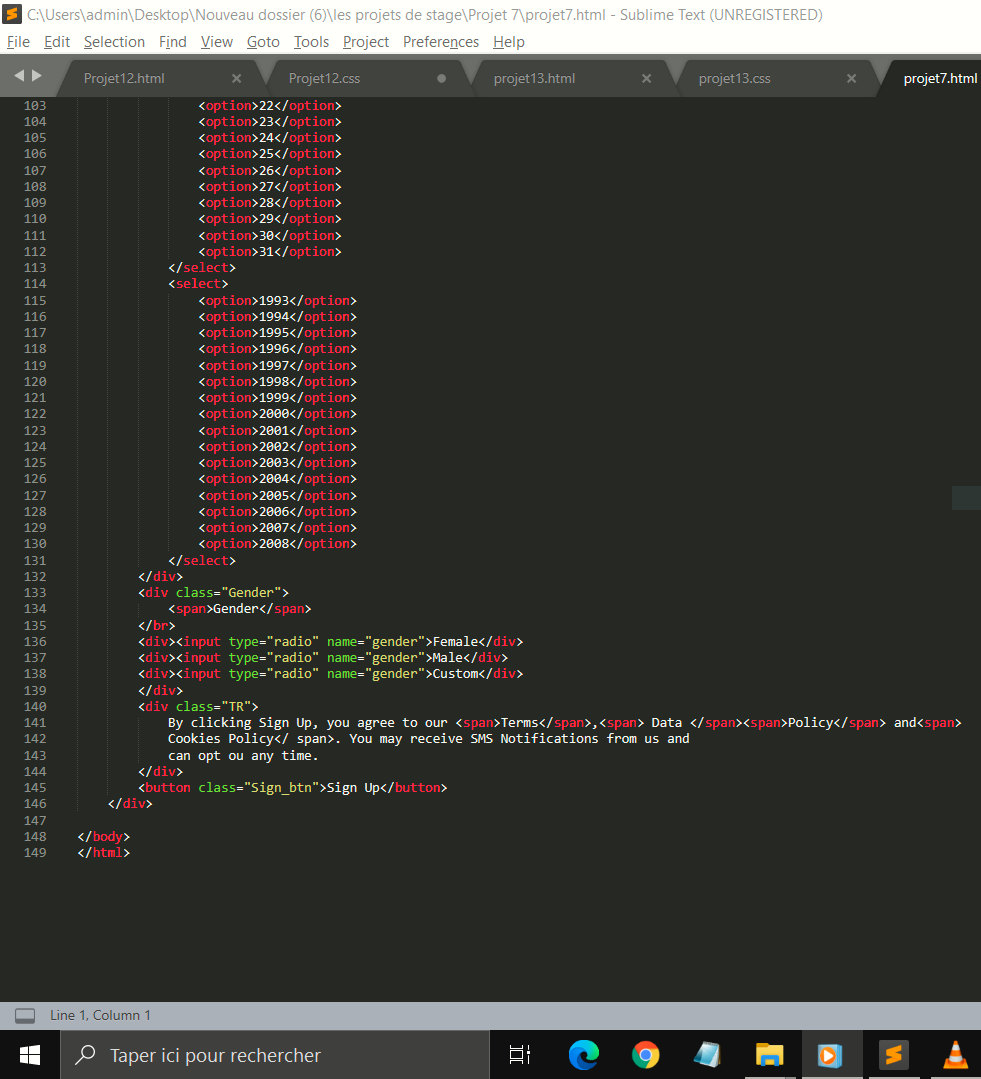 C:\Users\admin\Desktop\Nouveau dossier (6)\les projets de stage\Projet 7\projet7.html - Sublime Text (UNREGISTERED)
File Edit Selection Find View Goto Tools Project Preferences Help
Projet12.html Projet12.css projet13.html projet13.css projet7.html
103 <option>22</option>
104 <option>23</option>
105 <option>24</option>
106 <option>25</option>
107 <option>26</option>
108 <option>27</option>
109 <option>28</option>
110 <option>29</option>
111 <option>30</option>
112 <option>31</option>
113 </select>
114 <select>
115 <option>1993</option>
116 <option>1994</option>
117 <option>1995</option>
118 <option>1996</option>
119 <option>1997</option>
120 <option>1998</option>
121 <option>1999</option>
122 <option>2000</option>
123 <option>2001</option>
124 <option>2002</option>
125 <option>2003</option>
126 <option>2004</option>
127 <option>2005</option>
128 <option>2006</option>
129 <option>2007</option>
130 <option>2008</option>
131 </select>
132 </div>
133 <div class="Gender">
134 <span>Gender</span>
135 </br>
136 <div><input type="radio" name="gender">Female</div>
137 <div><input type="radio" name="gender">Male</div>
138 <div><input type="radio" name="gender">Custom</div>
139 </div>
140 <div class="TR">
141 By clicking Sign Up, you agree to our <span>Terms</span>,<span> Data </span><span>Policy</span> and<span>
142 Cookies Policy</ span>. You may receive SMS Notifications from us and
143 can opt ou any time.
144 </div>
145 <button class="Sign_btn">Sign Up</button>
146 </div>
147
148 </body>
149 </html>
Line 1, Column 1
Taper ici pour rechercher